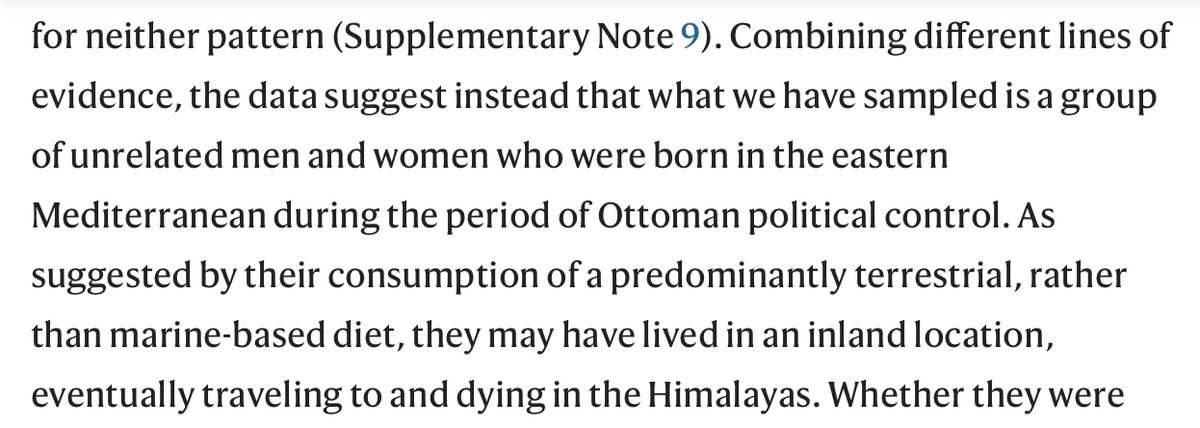 for neither pattern (Supplementary Note 9). Combining different lines of
evidence, the data suggest instead that what we have sampled is a group
of unrelated men and women who were born in the eastern
Mediterranean during the period of Ottoman political control. As
suggested by their consumption of a predominantly terrestrial, rather
than marine-based diet, they may have lived in an inland location,
eventually traveling to and dying in the Himalayas. Whether they were